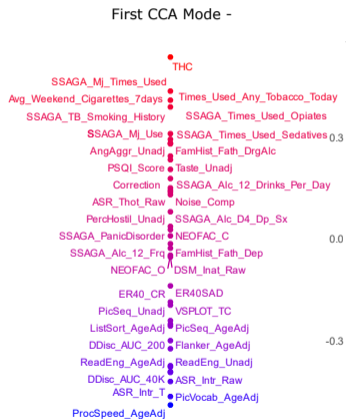 First CCA Mode -
THC
SSAGA_Mj_Times_Used
Avg_Weekend_Cigarettes_7days Times_Used_Any_Tobacco_Today
SSAGA_TB_Smoking_History SSAGA_Times_Used_Opiates
SSAGA_Mj_Use SSAGA_Times_Used_Sedatives 0.3
AngAggr_Unadj FamHist_Fath_DrgAlc
PSQI_Score Taste_Unadj
Correction SSAGA_Alc_12_Drinks_Per_Day
ASR_Thot_Raw Noise_Comp
PercHostil_Unadj SSAGA_Alc_D4_Dp_Sx
SSAGA_PanicDisorder NEOFAC_C 0.0
SSAGA_Alc_12_Frq FamHist_Fath_Dep
NEOFAC_O DSM_Inat_Raw
ER40_CR ER40SAD
PicSeq_Unadj VSPLOT_TC
ListSort_AgeAdj PicSeq_AgeAdj
DDisc_AUC_200 Flanker_AgeAdj -0.3
ReadEng_AgeAdj ReadEng_Unadj
DDisc_AUC_40K ASR_Intr_Raw
ASR_Intr_T PicVocab_AgeAdj
ProcSpeed_AgeAdj